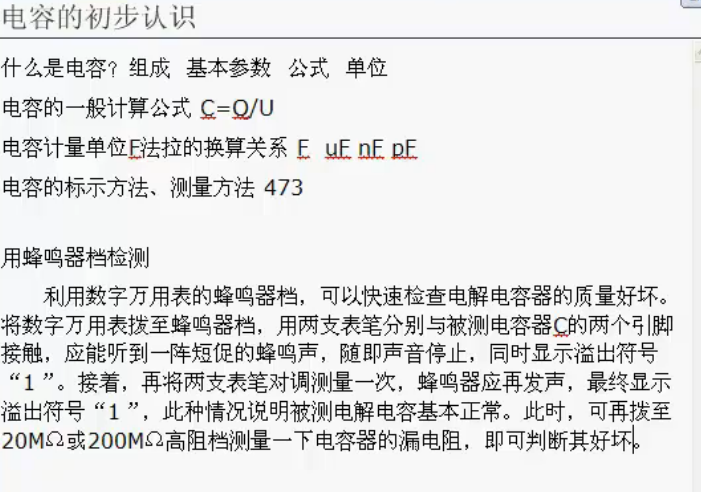 电容的初步认识
什么是电容？组成 基本参数 公式 单位
电容的一般计算公式 C=Q/U
电容计量单位F法拉的换算关系 F uF nF pF
电容的标示方法、测量方法 473
用蜂鸣器档检测
利用数字万用表的蜂鸣器档，可以快速检查电解电容器的质量好坏。
将数字万用表拨至蜂鸣器档，用两支表笔分别与被测电容器C的两个引脚
接触，应能听到一阵短促的蜂鸣声，随即声音停止，同时显示溢出符号
“1”。接着，再将两支表笔对调测量一次，蜂鸣器应再发声，最终显示
溢出符号“1”，此种情况说明被测电解电容基本正常。此时，可再拨至
20MΩ或200MΩ高阻档测量一下电容器的漏电阻，即可判断其好坏。